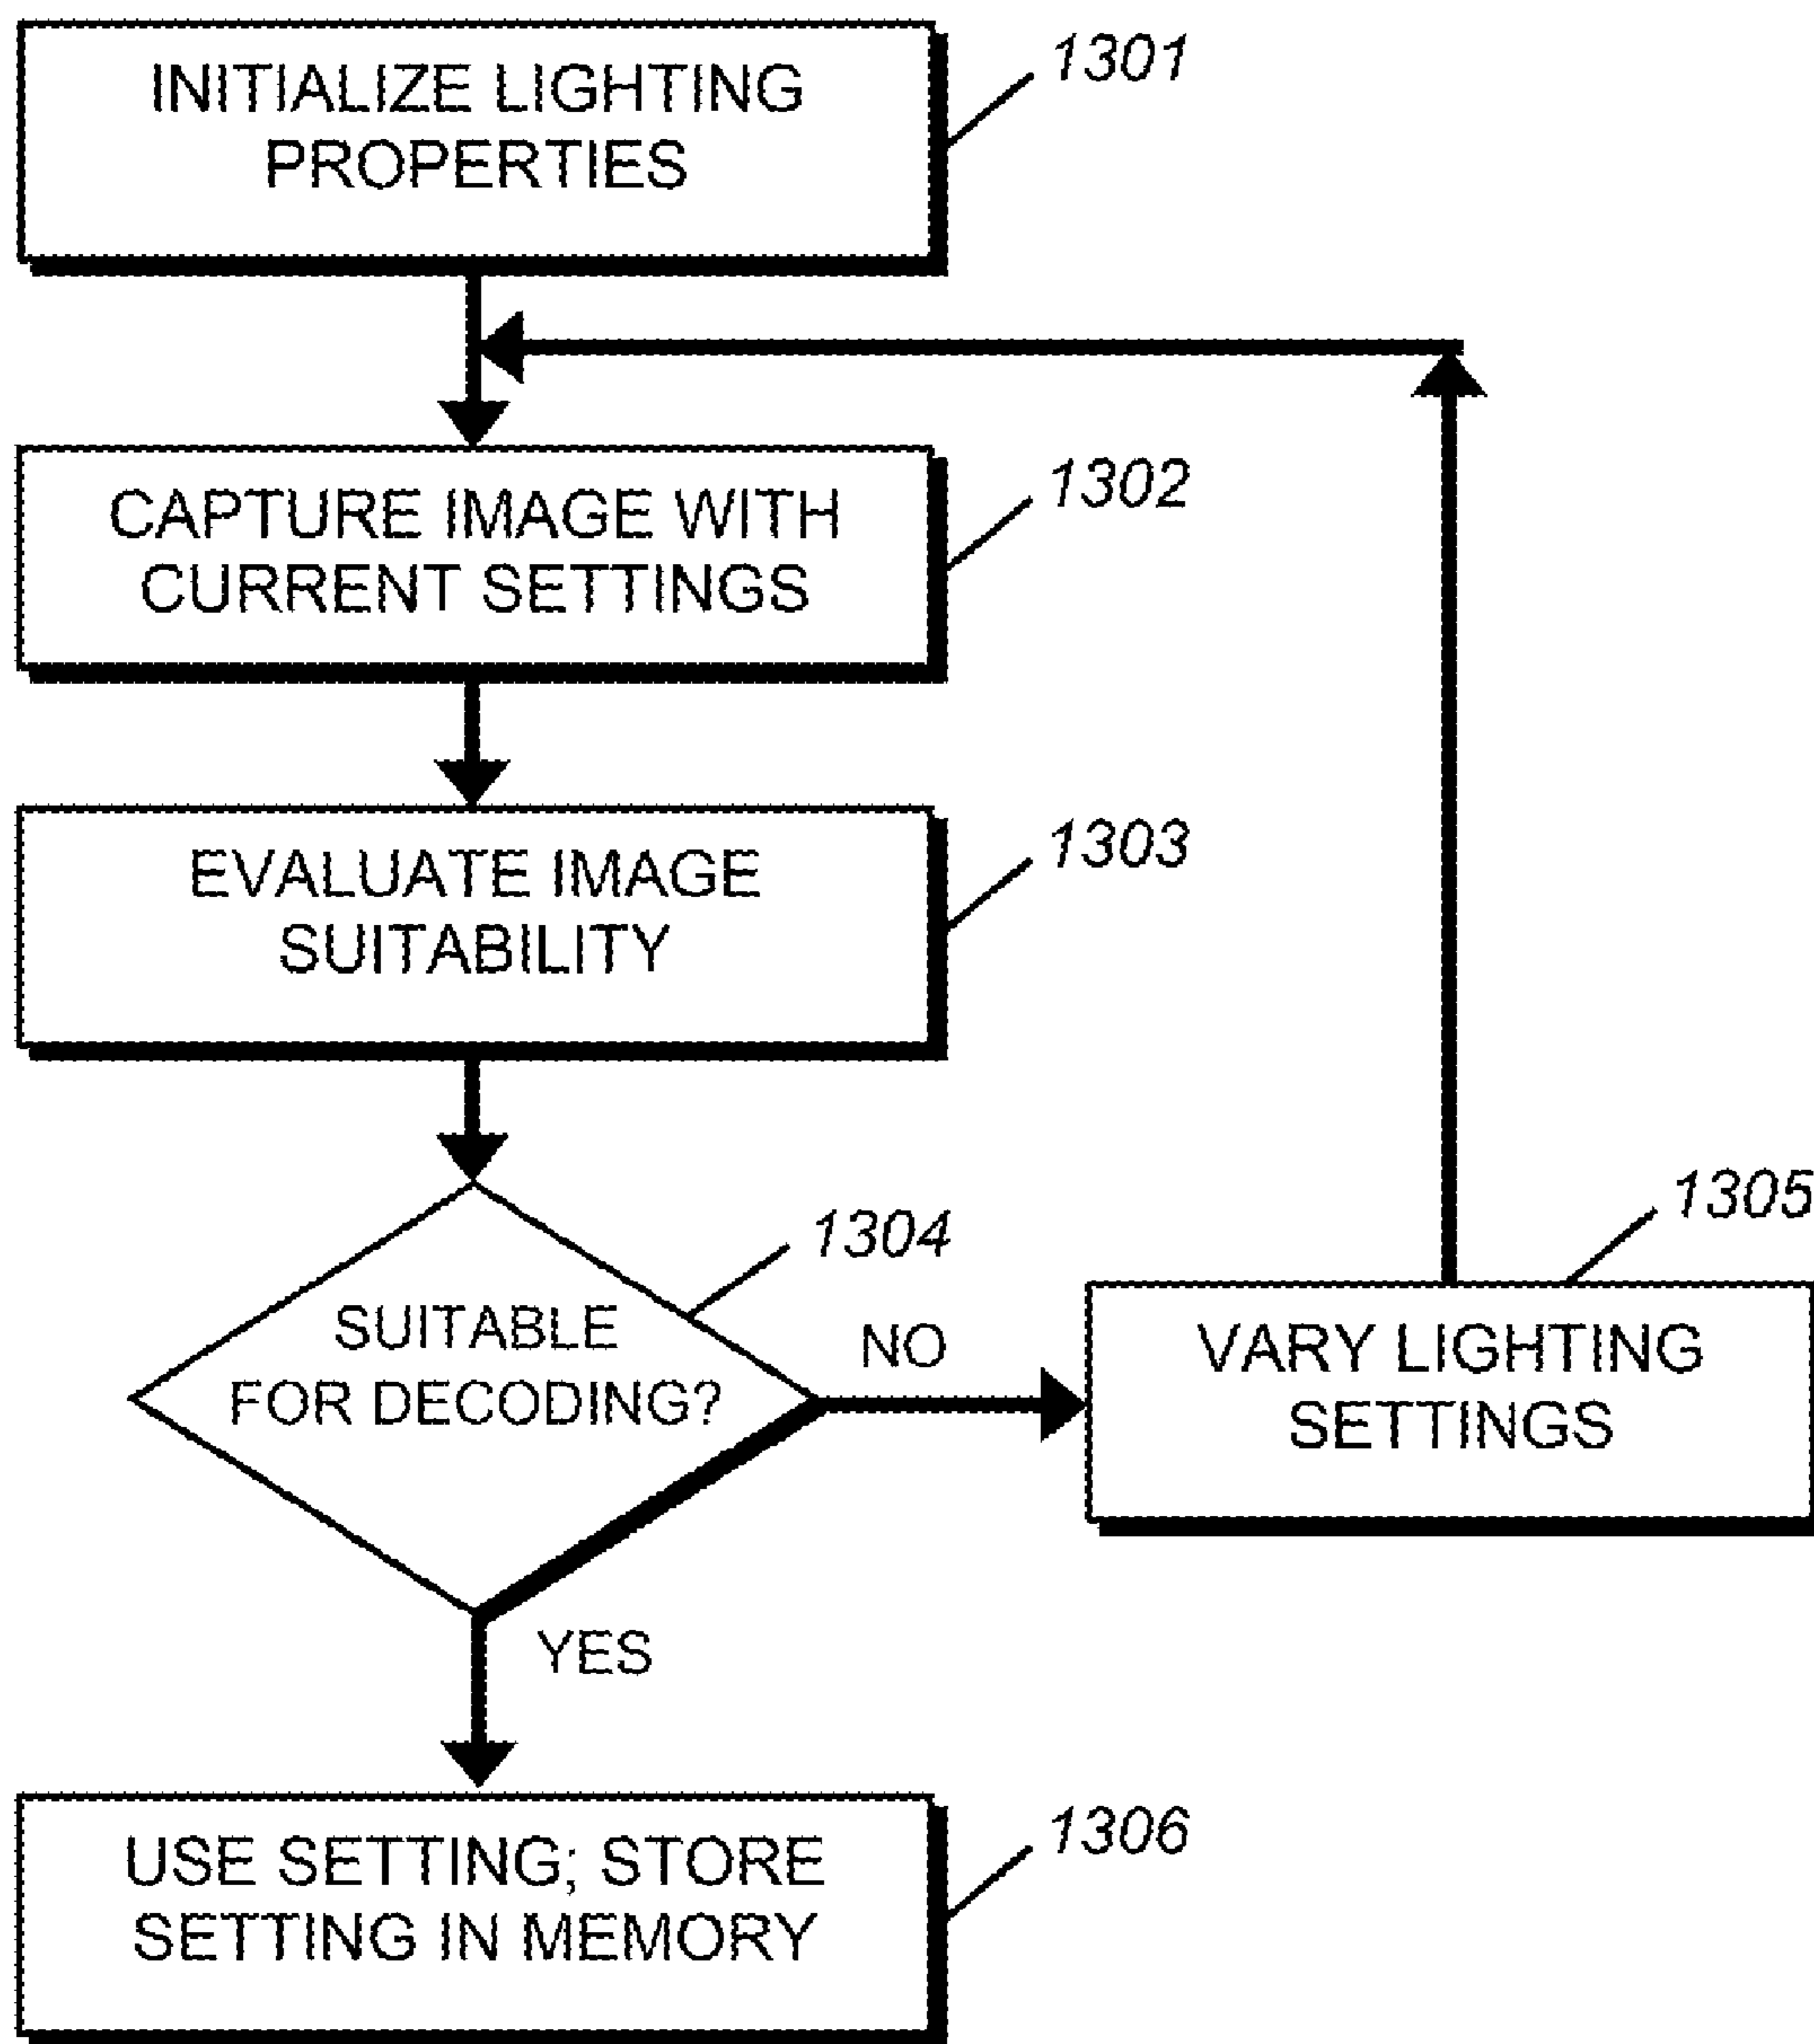 INITIALIZE LIGHTING
PROPERTIES
1301
CAPTURE IMAGE WITH
CURRENT SETTINGS
1302
EVALUATE IMAGE
SUITABILITY
1303
SUITABLE
FOR DECODING?
1304
NO
VARY LIGHTING
SETTINGS
1305
YES
USE SETTING; STORE
SETTING IN MEMORY
1306